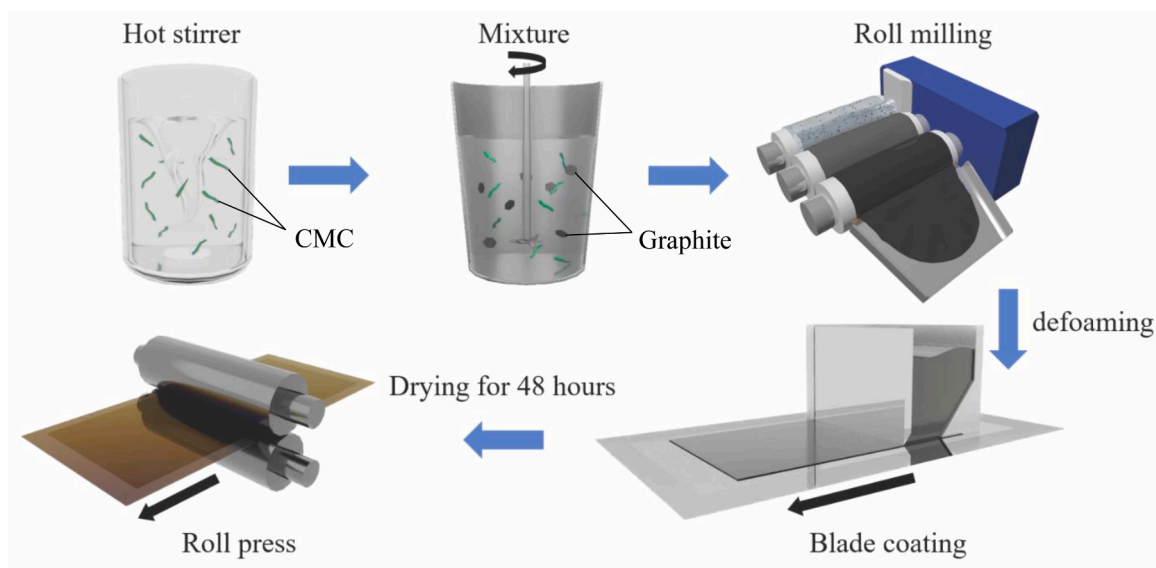 Hot stirrer
Mixture
Roll milling
CMC
Graphite
defoaming
Drying for 48 hours
Roll press
Blade coating